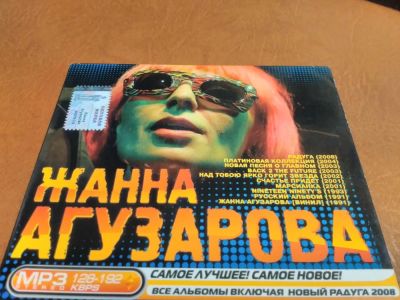 РАДУГА (2008)
ПЛАТИНОВАЯ КОЛЛЕКЦИЯ (2004)
НОВАЯ ПЕСНЯ О ГЛАВНОМ (2003)
BACK 2 THE FUTURE (2003)
НАД ТОБОЮ ЯРКО ГОРИТ ЗВЕЗДА (2002)
СЧАСТЬЕ ПРИДЕТ (2001)
МАРСИАНКА (2001)
NINETEEN NINETY'S (1993)
РУССКИЙ АЛЬБОМ (1991)
ЖАННА АГУЗАРОВА (ВИНИЛ) (1991)
ЖАННА
АГУЗАРОВА
MP3
128-192
KBPS
САМОЕ ЛУЧШЕЕ! САМОЕ НОВОЕ!
ВСЕ АЛЬБОМЫ ВКЛЮЧАЯ НОВЫЙ РАДУГА 2008